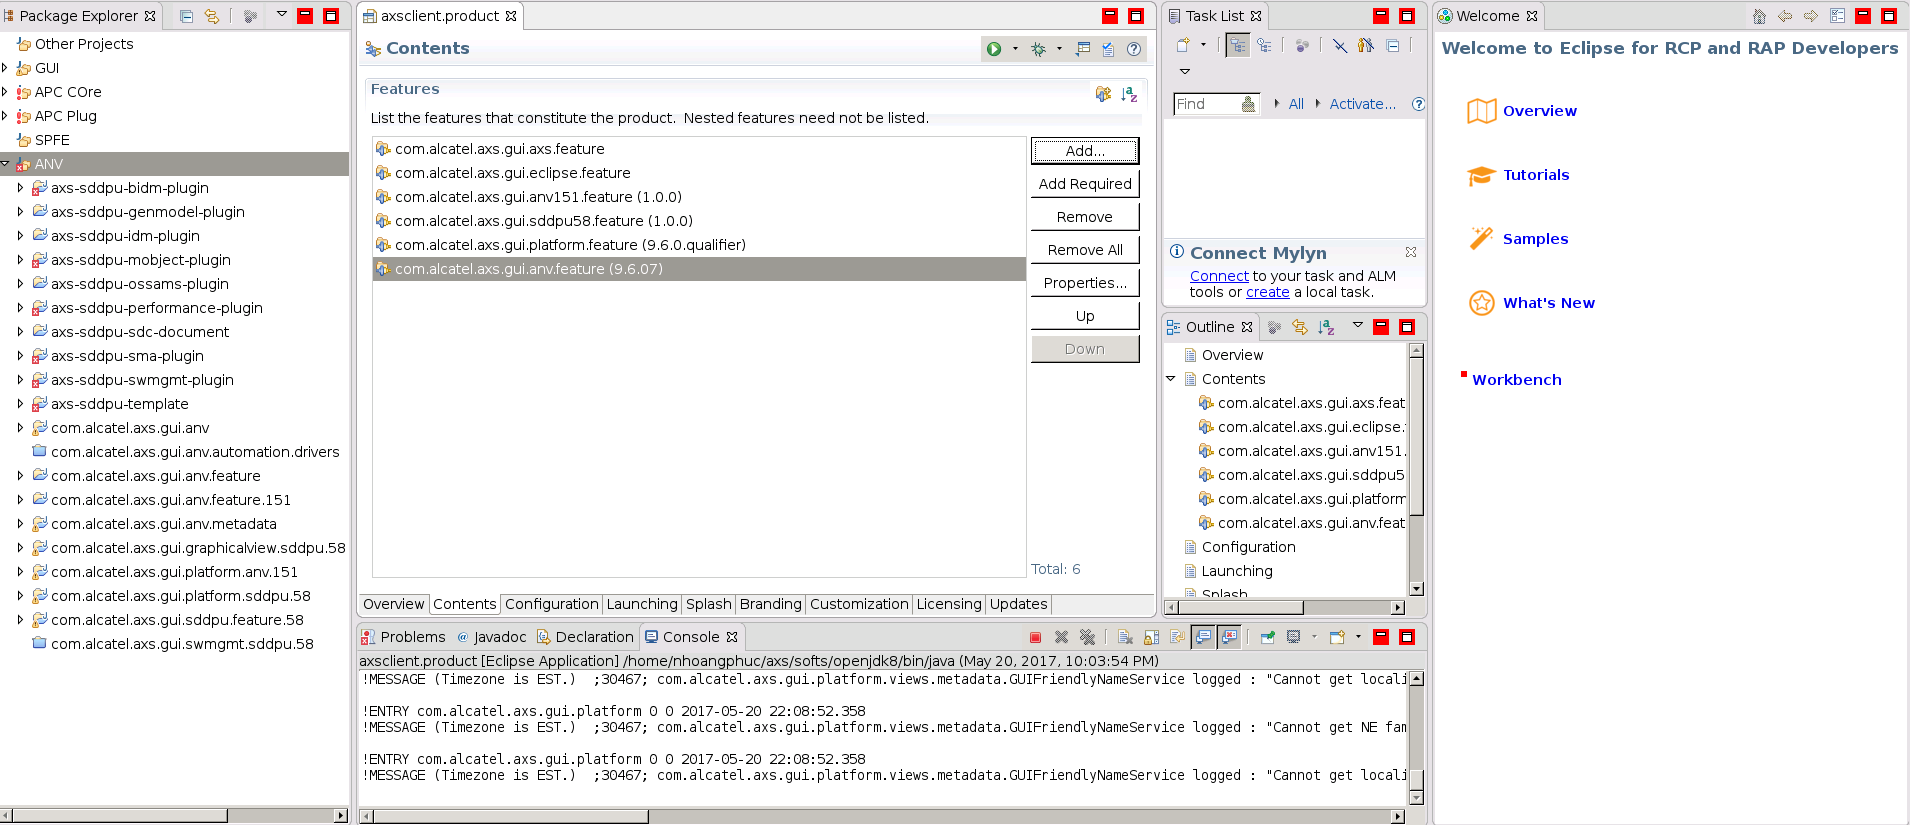 Package Explorer
Other Projects
GUI
APC COre
APC Plug
SPFE
ANV
axs-sddpu-bidm-plugin
axs-sddpu-genmodel-plugin
axs-sddpu-idm-plugin
axs-sddpu-mobject-plugin
axs-sddpu-ossams-plugin
axs-sddpu-performance-plugin
axs-sddpu-sdc-document
axs-sddpu-sma-plugin
axs-sddpu-swmgmt-plugin
axs-sddpu-template
com.alcatel.axs.gui.anv
com.alcatel.axs.gui.anv.automation.drivers
com.alcatel.axs.gui.anv.feature
com.alcatel.axs.gui.anv.feature.151
com.alcatel.axs.gui.anv.metadata
com.alcatel.axs.gui.graphicalview.sddpu.58
com.alcatel.axs.gui.platform.anv.151
com.alcatel.axs.gui.platform.sddpu.58
com.alcatel.axs.gui.sddpu.feature.58
com.alcatel.axs.gui.swmgmt.sddpu.58
axsclient.product
Contents
Features
List the features that constitute the product. Nested features need not be listed.
com.alcatel.axs.gui.axs.feature
com.alcatel.axs.gui.eclipse.feature
com.alcatel.axs.gui.anv151.feature (1.0.0)
com.alcatel.axs.gui.sddpu58.feature (1.0.0)
com.alcatel.axs.gui.platform.feature (9.6.0.qualifier)
com.alcatel.axs.gui.anv.feature (9.6.07)
Add...
Add Required
Remove
Remove All
Properties...
Up
Down
Total: 6
Overview Contents Configuration Launching Splash Branding Customization Licensing Updates
Problems @ Javadoc Declaration Console
axsclient.product [Eclipse Application] /home/nhoangphuc/axs/softs/openjdk8/bin/java (May 20, 2017, 10:03:54 PM)
!MESSAGE (Timezone is EST.) ;30467; com.alcatel.axs.gui.platform.views.metadata.GUIFriendlyNameService logged : "Cannot get locali
!ENTRY com.alcatel.axs.gui.platform 0 0 2017-05-20 22:08:52.358
!MESSAGE (Timezone is EST.) ;30467; com.alcatel.axs.gui.platform.views.metadata.GUIFriendlyNameService logged : "Cannot get NE fam
!ENTRY com.alcatel.axs.gui.platform 0 0 2017-05-20 22:08:52.358
!MESSAGE (Timezone is EST.) ;30467; com.alcatel.axs.gui.platform.views.metadata.GUIFriendlyNameService logged : "Cannot get locali
Task List
Find All Activate...
Connect Mylyn
Connect to your task and ALM
tools or create a local task.
Outline
Overview
Contents
com.alcatel.axs.gui.axs.feat
com.alcatel.axs.gui.eclipse.
com.alcatel.axs.gui.anv151.
com.alcatel.axs.gui.sddpu5
com.alcatel.axs.gui.platform
com.alcatel.axs.gui.anv.feat
Configuration
Launching
Splash
Welcome
Welcome to Eclipse for RCP and RAP Developers
Overview
Tutorials
Samples
What's New
Workbench